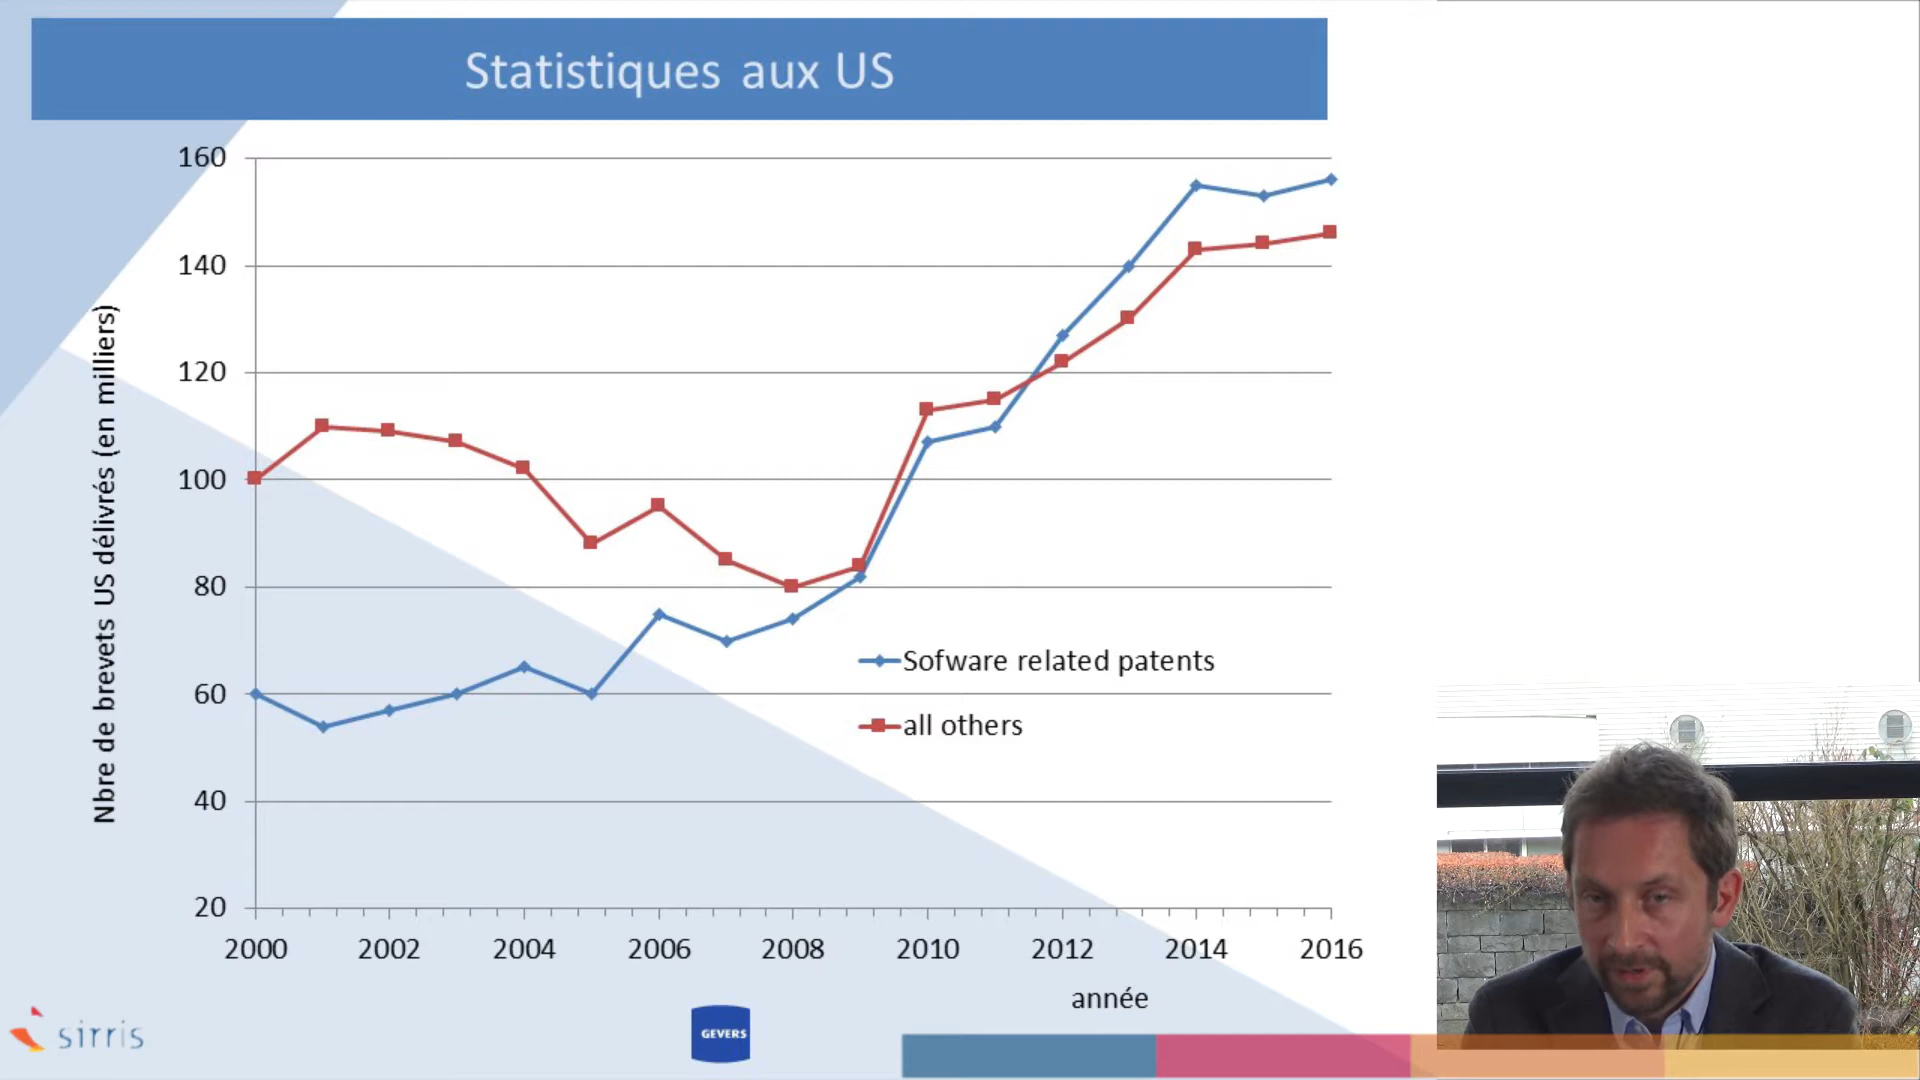 Statistiques aux US
160
140
120
100
80
60
40
20
Nbre de brevets US délivrés (en milliers)
Sofware related patents
all others
2000 2002 2004 2006 2008 2010 2012 2014 2016
année
sirris
GEVERS